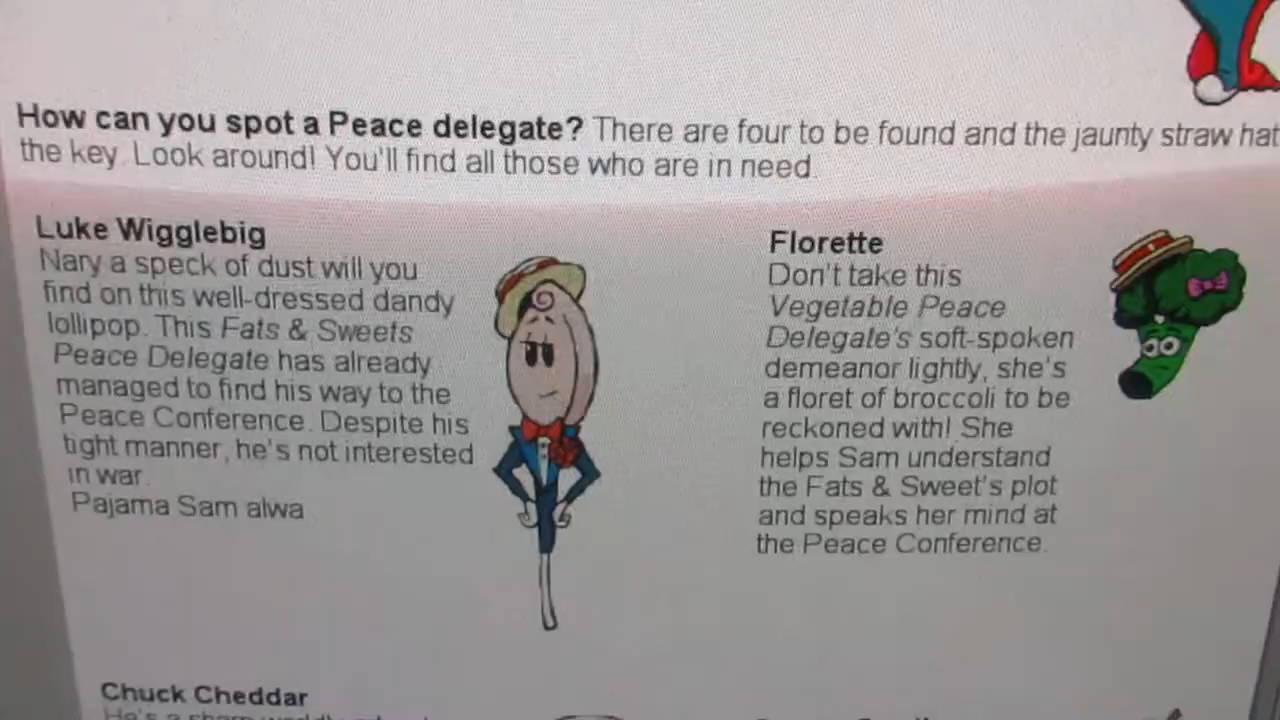 How can you spot a Peace delegate? There are four to be found and the jaunty straw hat
the key. Look around! You'll find all those who are in need.
Luke Wigglebig
Nary a speck of dust will you
find on this well-dressed dandy
lollipop. This Fats & Sweets
Peace Delegate has already
managed to find his way to the
Peace Conference. Despite his
tight manner, he's not interested
in war.
Pajama Sam alwa
Florette
Don't take this
Vegetable Peace
Delegate's soft-spoken
demeanor lightly, she's
a floret of broccoli to be
reckoned with! She
helps Sam understand
the Fats & Sweet's plot
and speaks her mind at
the Peace Conference.
Chuck Cheddar
He's a